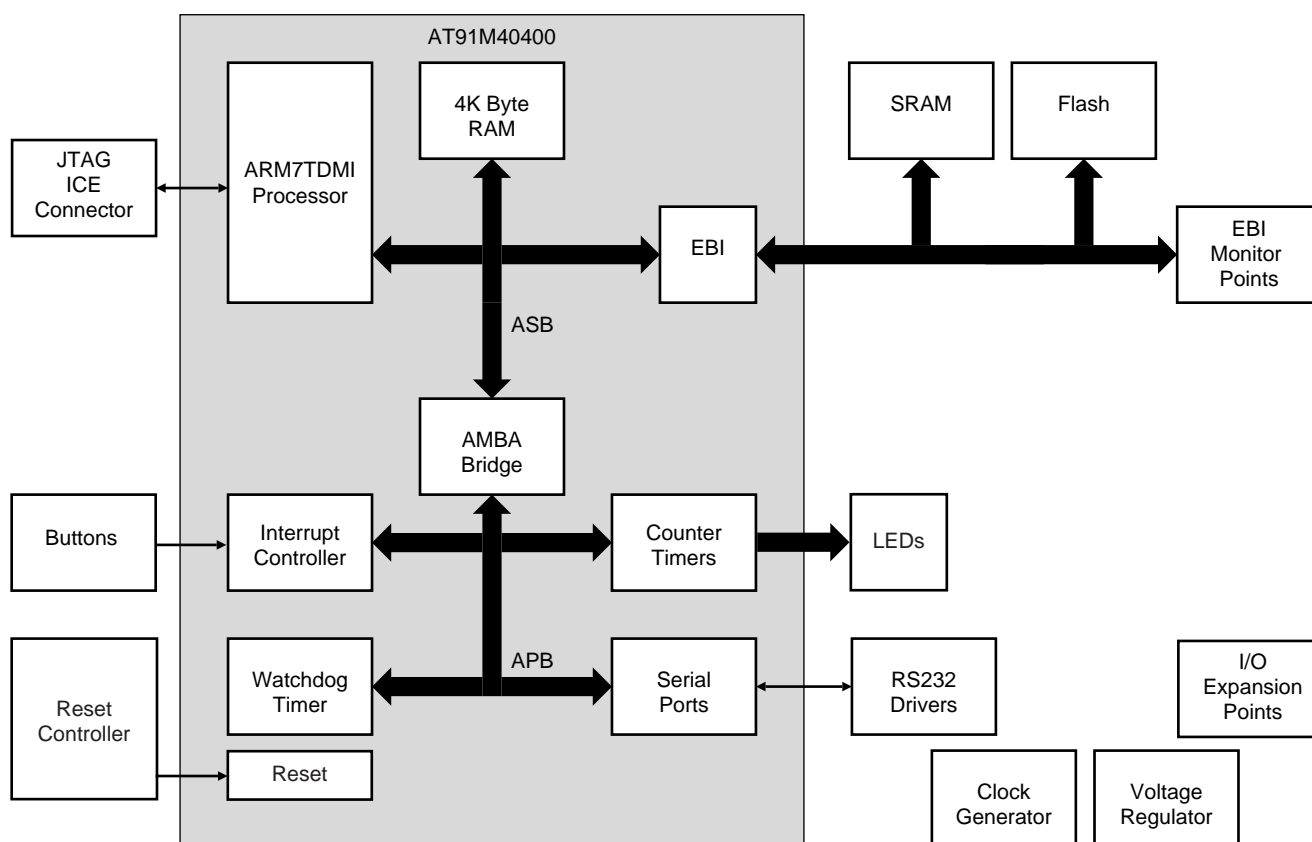 AT91M40400
4K Byte
RAM
SRAM
Flash
JTAG
ICE
Connector
ARM7TDMI
Processor
EBI
EBI
Monitor
Points
ASB
AMBA
Bridge
Buttons
Interrupt
Controller
Counter
Timers
LEDs
Reset
Controller
Watchdog
Timer
APB
Serial
Ports
RS232
Drivers
I/O
Expansion
Points
Reset
Clock
Generator
Voltage
Regulator